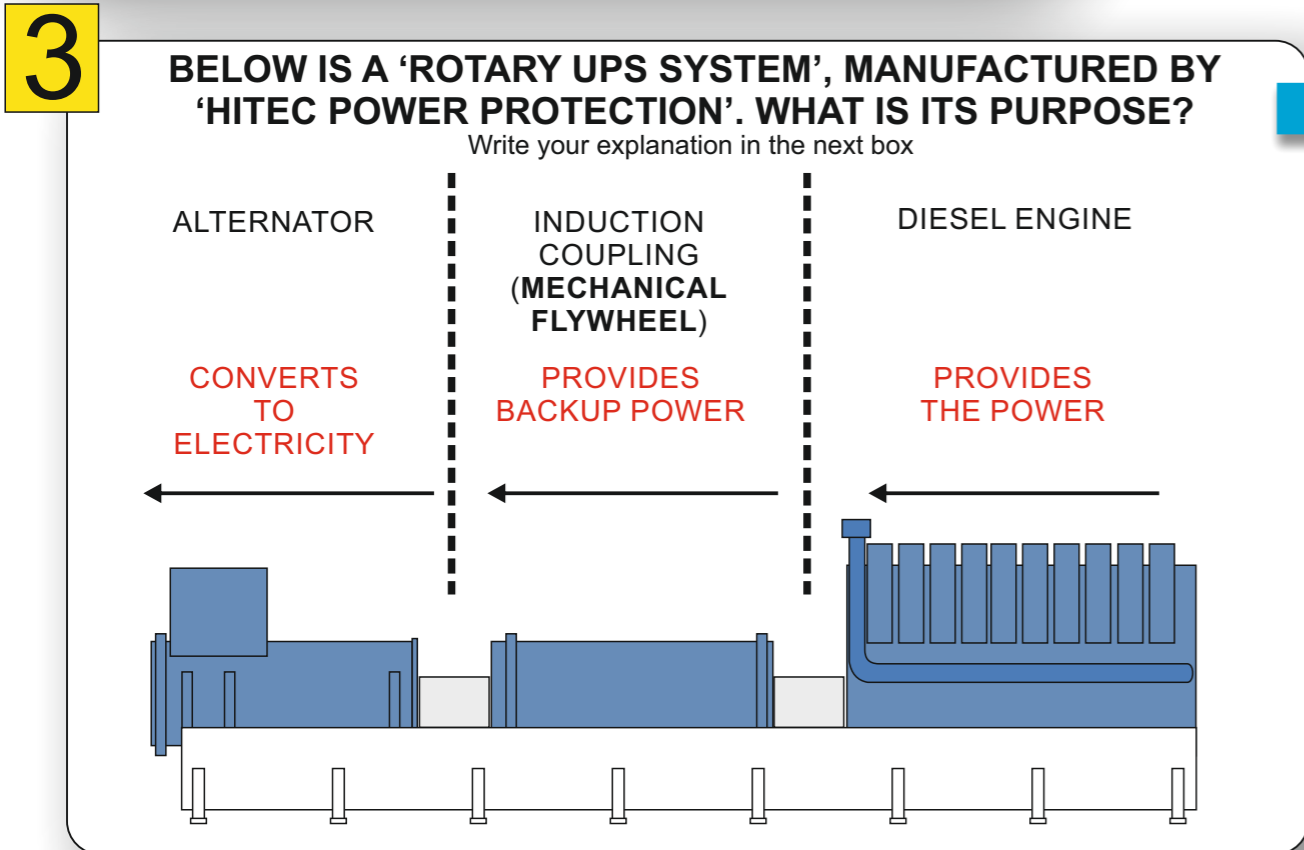 3
BELOW IS A ‘ROTARY UPS SYSTEM’, MANUFACTURED BY
‘HITEC POWER PROTECTION’. WHAT IS ITS PURPOSE?
Write your explanation in the next box
ALTERNATOR
CONVERTS
TO
ELECTRICITY
INDUCTION
COUPLING
(MECHANICAL
FLYWHEEL)
PROVIDES
BACKUP POWER
DIESEL ENGINE
PROVIDES
THE POWER